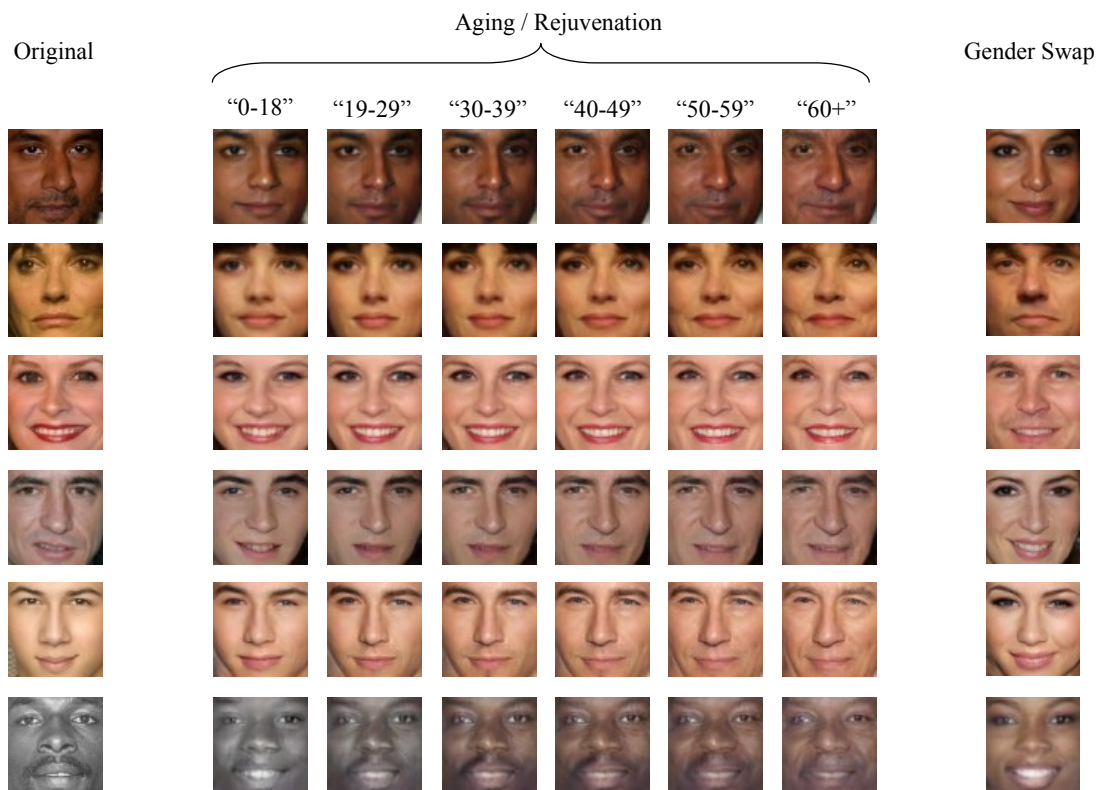 Aging / Rejuvenation
Original
Gender Swap
“0-18” “19-29” “30-39” “40-49” “50-59” “60+”